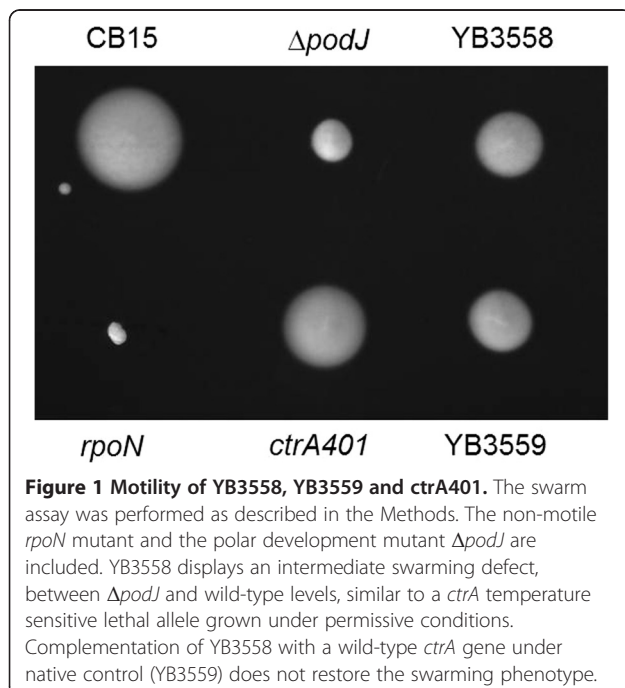 CB15 ΔpodJ YB3558
rpoN ctrA401 YB3559
Figure 1 Motility of YB3558, YB3559 and ctrA401. The swarm
assay was performed as described in the Methods. The non-motile
rpoN mutant and the polar development mutant ΔpodJ are
included. YB3558 displays an intermediate swarming defect,
between ΔpodJ and wild-type levels, similar to a ctrA temperature
sensitive lethal allele grown under permissive conditions.
Complementation of YB3558 with a wild-type ctrA gene under
native control (YB3559) does not restore the swarming phenotype.